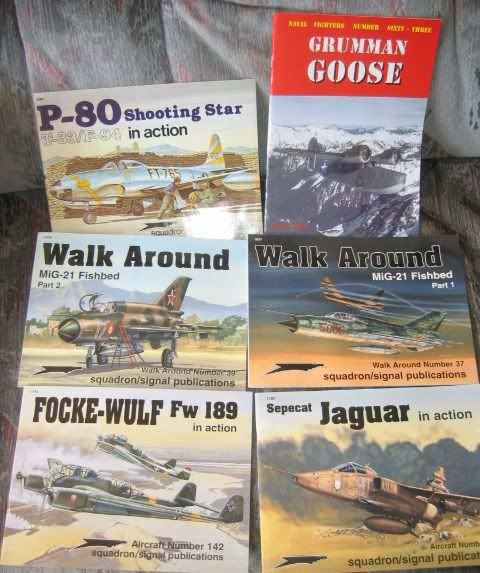 P-80 Shooting Star
T-33/F-94 in action
FT-765
squadron
NAVAL FIGHTERS NUMBER SIXTY-THREE
GRUMMAN
GOOSE
Walk Around
MiG-21 Fishbed
Part 2
Walk Around Number 39
squadron/signal publications
Walk Around
MiG-21 Fishbed
Part 1
Walk Around Number 37
squadron/signal publications
1142
FOCKE-WULF Fw 189
in action
Aircraft Number 142
squadron/signal publications
Sepecat Jaguar in action
Aircraft Number
squadron/signal publications